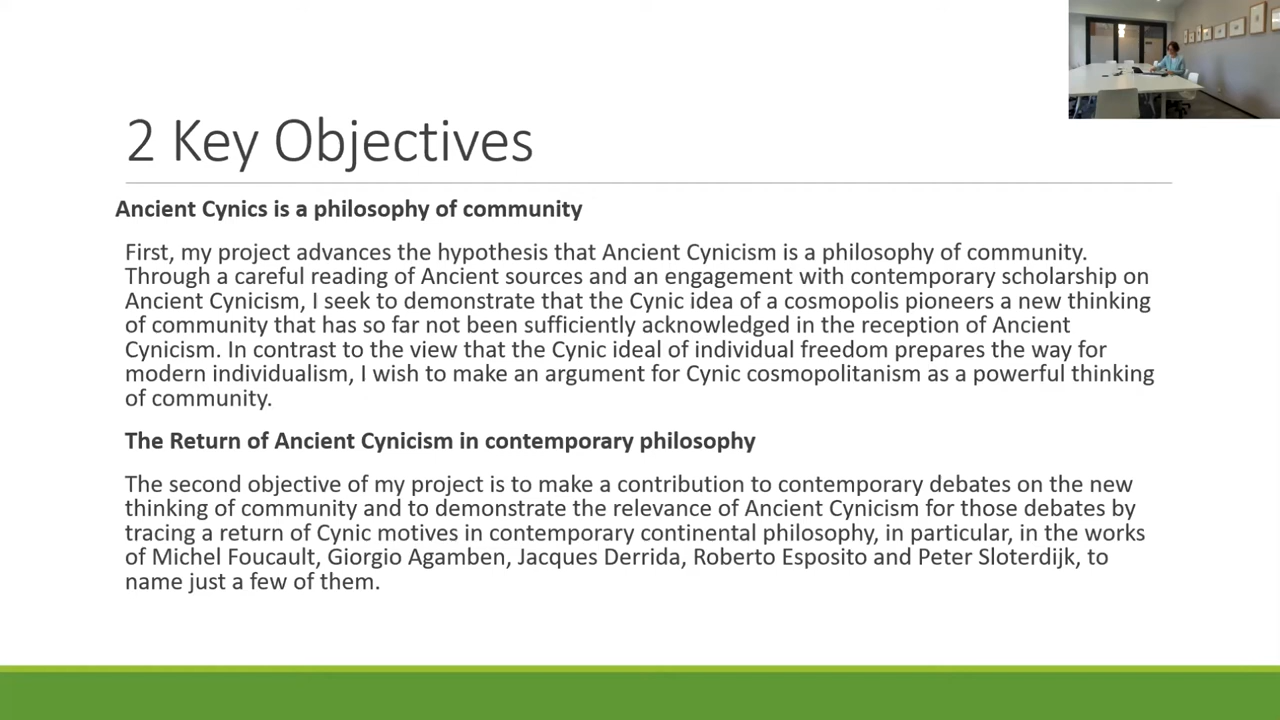 2 Key Objectives
Ancient Cynics is a philosophy of community
First, my project advances the hypothesis that Ancient Cynicism is a philosophy of community.
Through a careful reading of Ancient sources and an engagement with contemporary scholarship on
Ancient Cynicism, I seek to demonstrate that the Cynic idea of a cosmopolis pioneers a new thinking
of community that has so far not been sufficiently acknowledged in the reception of Ancient
Cynicism. In contrast to the view that the Cynic ideal of individual freedom prepares the way for
modern individualism, I wish to make an argument for Cynic cosmopolitanism as a powerful thinking
of community.
The Return of Ancient Cynicism in contemporary philosophy
The second objective of my project is to make a contribution to contemporary debates on the new
thinking of community and to demonstrate the relevance of Ancient Cynicism for those debates by
tracing a return of Cynic motives in contemporary continental philosophy, in particular, in the works
of Michel Foucault, Giorgio Agamben, Jacques Derrida, Roberto Esposito and Peter Sloterdijk, to
name just a few of them.